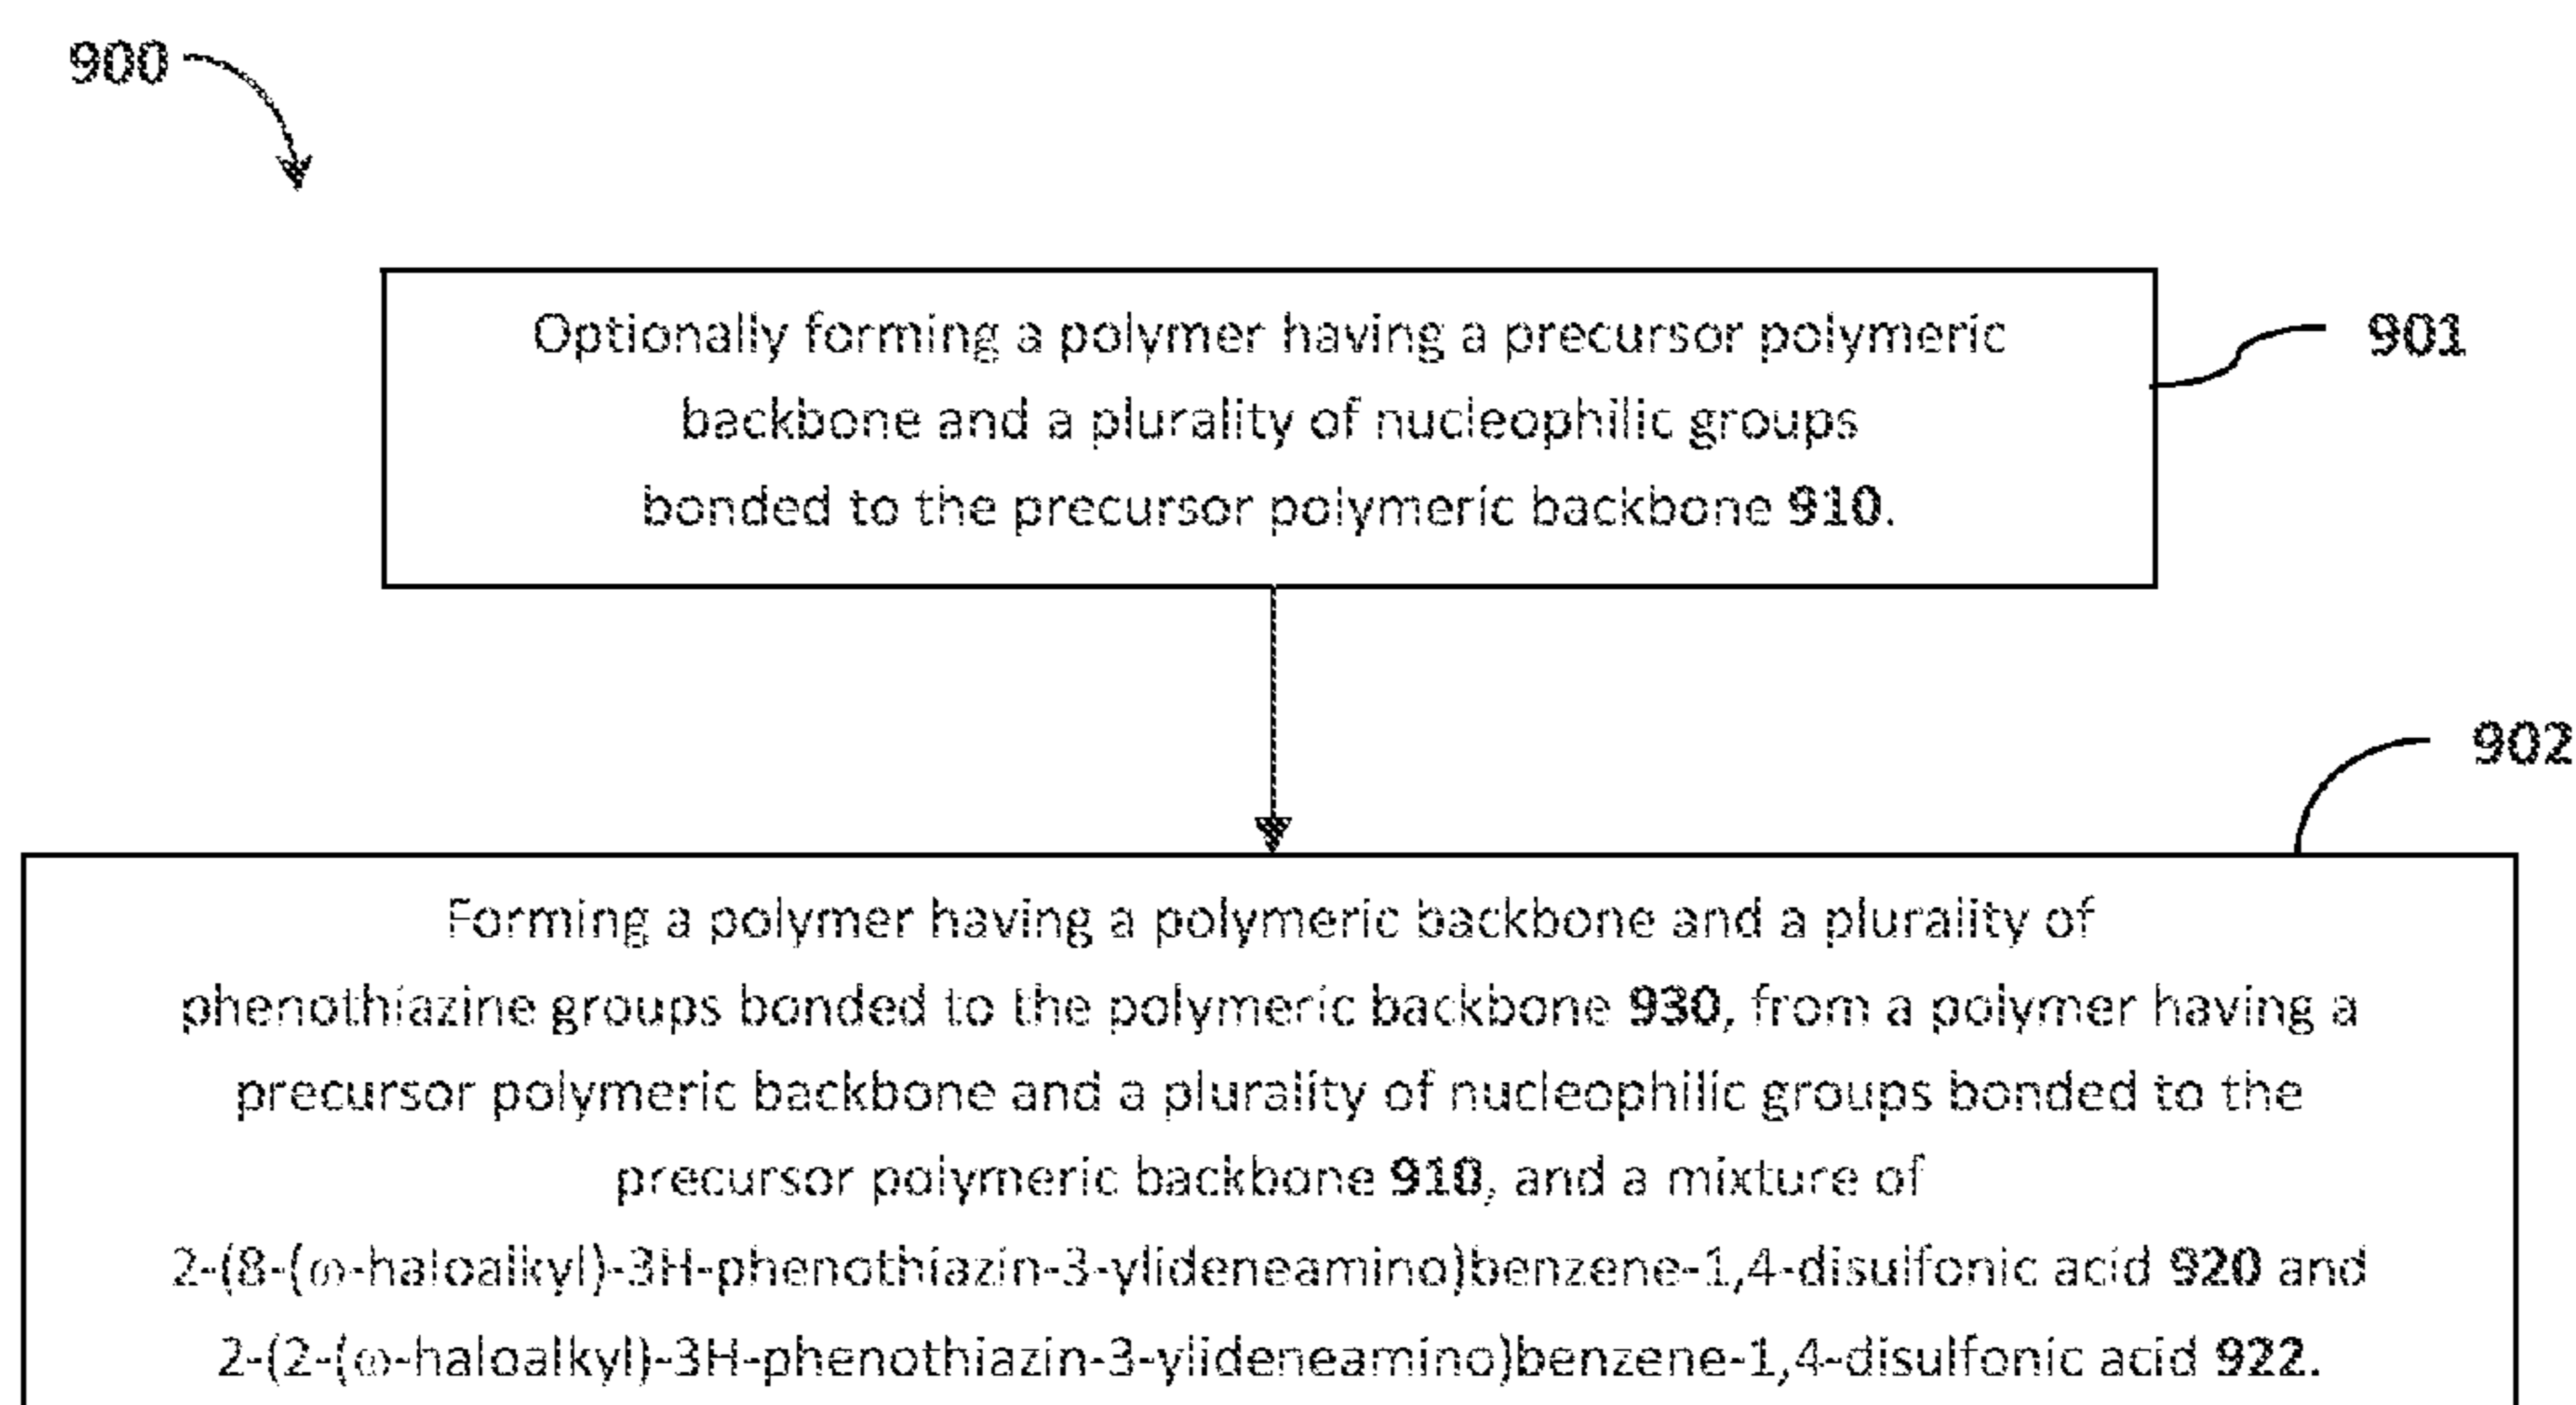 900
Optionally forming a polymer having a precursor polymeric
901
backbone and a plurality of nucleophilic groups
bonded to the precursor polymeric backbone 910.
902
Forming a polymer having a polymeric backbone and a plurality of
phenothiazine groups bonded to the polymeric backbone 930, from a polymer having a
precursor polymeric backbone and a plurality of nucleophilic groups bonded to the
precursor polymeric backbone 910, and a mixture of
2-(8-(ω-haloalkyl)-3H-phenothiazin-3-ylideneamino)benzene-1,4-disulfonic acid 920 and
2-(2-(ω-haloalkyl)-3H-phenothiazin-3-ylideneamino)benzene-1,4-disulfonic acid 922.